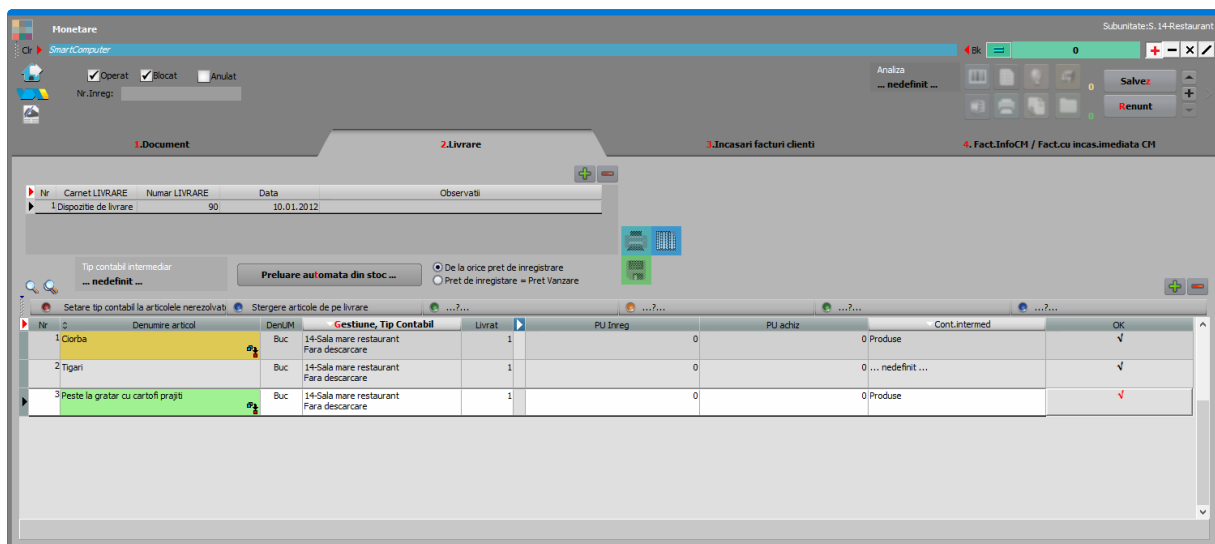 Monetare
Subunitate:S.14-Restaurant
Clr
SmartComputer
Bk
0
Operat
Blocat
Anulat
Nr.Inreg:
Analiza
... nedefinit ...
0
0
Salvez
Renunt
1.Document
2.Livrare
3.Incasari facturi clienti
4. Fact.InfoCM / Fact.cu incas.imediata CM
Nr Carnet LIVRARE Numar LIVRARE Data Observatii
1 Dispozitie de livrare 90 10.01.2012
Tip contabil intermediar
... nedefinit ...
Preluare automata din stoc ...
De la orice pret de inregistrare
Pret de inregistare = Pret Vanzare
Setare tip contabil la articolele nerezolvati
Stergere articole de pe livrare
...?...
...?...
...?...
...?...
Nr Denumire articol DenUM Gestiune, Tip Contabil Livrat PU Inreg PU achiz Cont.intermed OK
1 Ciorba Buc 14-Sala mare restaurant 1 0 0 Produse √
Fara descarcare
2 Tigari Buc 14-Sala mare restaurant 1 0 0 ... nedefinit ... √
Fara descarcare
3 Peste la gratar cu cartofi prajiti Buc 14-Sala mare restaurant 1 0 0 Produse √
Fara descarcare